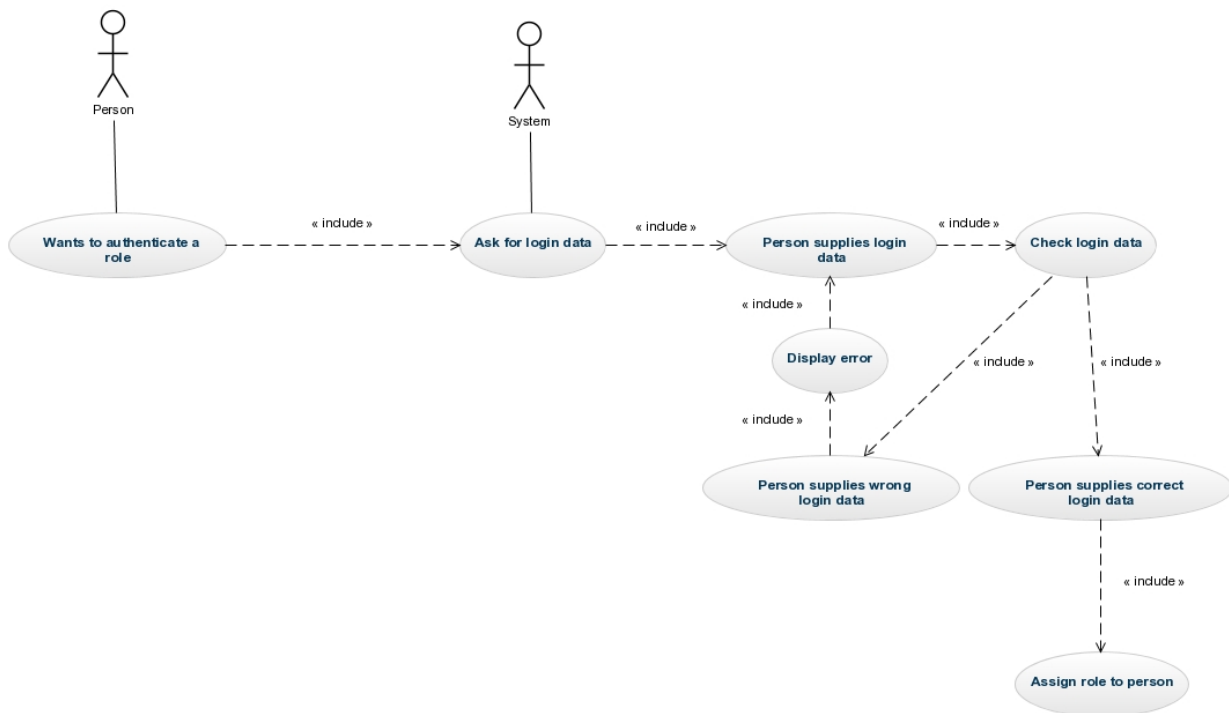 Person
System
« include »
« include »
« include »
Wants to authenticate a
role
Ask for login data
Person supplies login
data
Check login data
« include »
Display error
« include »
« include »
« include »
Person supplies wrong
login data
Person supplies correct
login data
« include »
Assign role to person